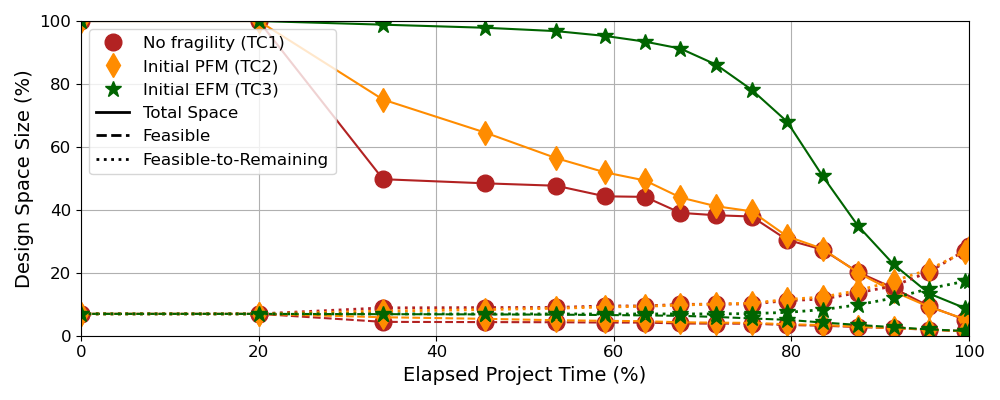 100
80
60
40
20
0
Design Space Size (%)
No fragility (TC1)
Initial PFM (TC2)
Initial EFM (TC3)
Total Space
Feasible
Feasible-to-Remaining
0 20 40 60 80 100
Elapsed Project Time (%)